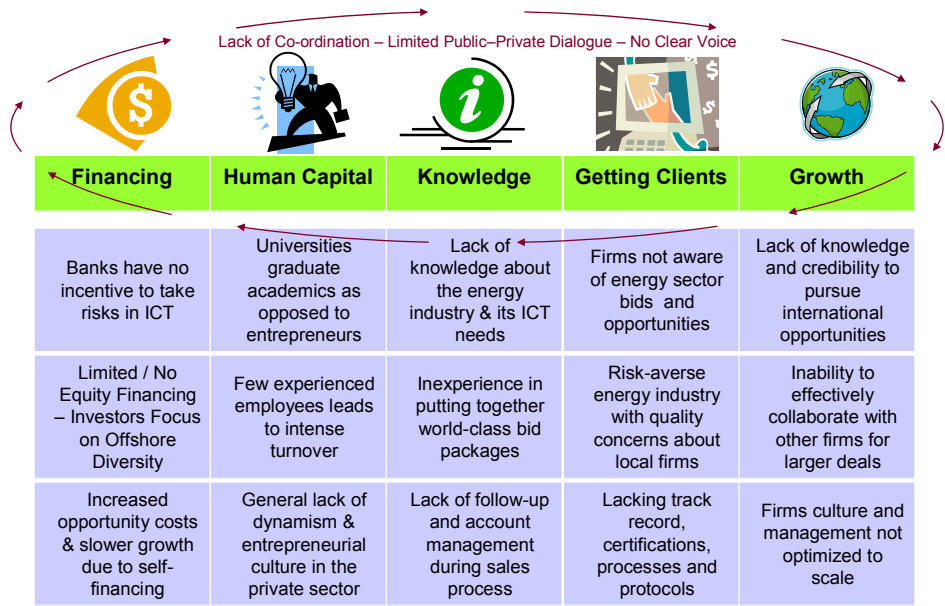 Lack of Co-ordination – Limited Public–Private Dialogue – No Clear Voice
$
i
$
$
$
Financing
Human Capital
Knowledge
Getting Clients
Growth
Banks have no
incentive to take
risks in ICT
Universities
graduate
academics as
opposed to
entrepreneurs
Lack of
knowledge about
the energy
industry & its ICT
needs
Firms not aware
of energy sector
bids and
opportunities
Lack of knowledge
and credibility to
pursue
international
opportunities
Limited / No
Equity Financing
– Investors Focus
on Offshore
Diversity
Few experienced
employees leads
to intense
turnover
Inexperience in
putting together
world-class bid
packages
Risk-averse
energy industry
with quality
concerns about
local firms
Inability to
effectively
collaborate with
other firms for
larger deals
Increased
opportunity costs
& slower growth
due to self-
financing
General lack of
dynamism &
entrepreneurial
culture in the
private sector
Lack of follow-up
and account
management
during sales
process
Lacking track
record,
certifications,
processes and
protocols
Firms culture and
management not
optimized to
scale